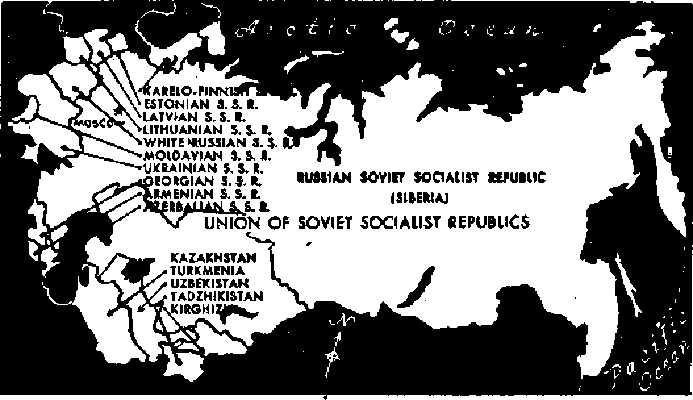 Arctic Ocean
KARELO-FINNISH S.
ESTONIAN S. S. R.
LATVIAN S. S. R.
MOSCOW
LITHUANIAN S. S. R.
WHITE RUSSIAN S. S. R.
MOLDAVIAN S. S. R.
UKRAINIAN S. S. R.
GEORGIAN S. S. R.
ARMENIAN S. S. R.
AZERBAIJAN S. S. R.
RUSSIAN SOVIET SOCIALIST REPUBLIC
(SIBERIA)
UNION OF SOVIET SOCIALIST REPUBLICS
KAZAKHSTAN
TURKMENIA
UZBEKISTAN
TADZHIKISTAN
KIRGHIZIA
N
Pacific
Ocean